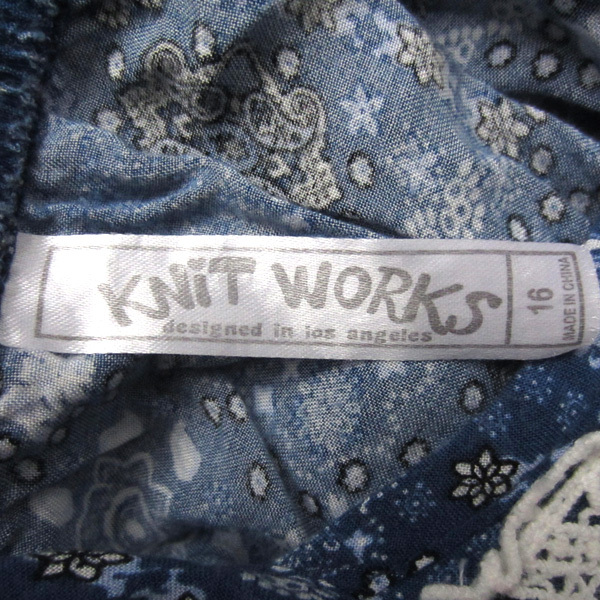 KNiT WORKS
designed in los angeles
16
MADE IN CHINA